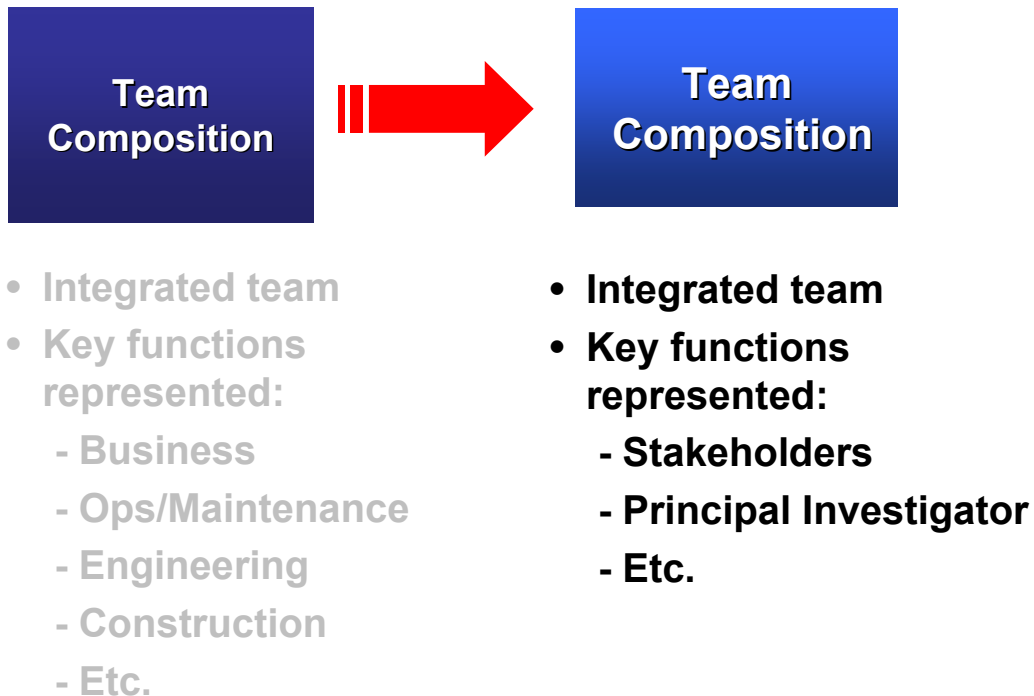 Team
Composition
Team
Composition
• Integrated team
• Key functions
represented:
- Business
- Ops/Maintenance
- Engineering
- Construction
- Etc.
• Integrated team
• Key functions
represented:
- Stakeholders
- Principal Investigator
- Etc.